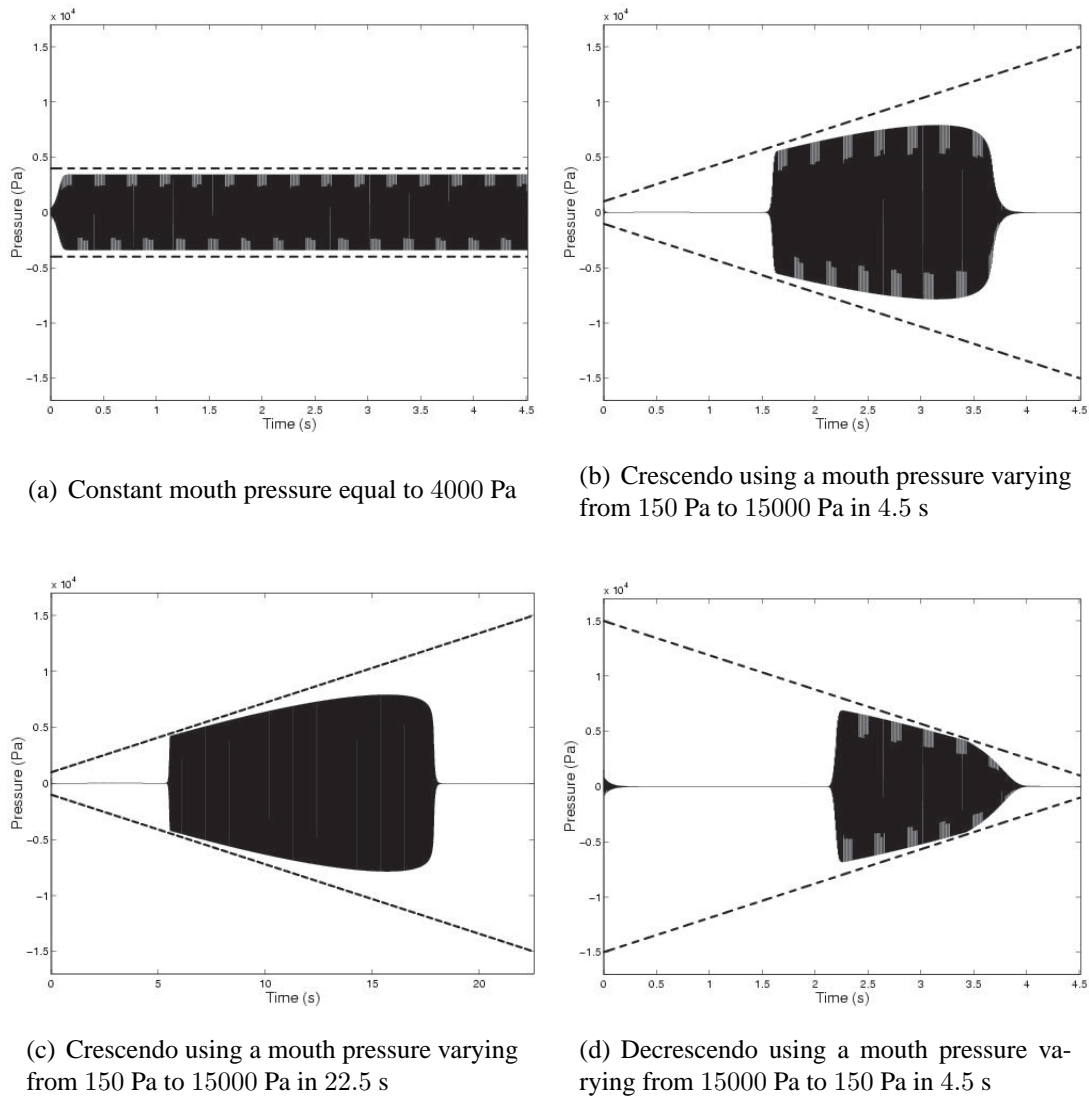 x 10⁴
1.5
1
0.5
0
−0.5
−1
−1.5
Pressure (Pa)
0 0.5 1 1.5 2 2.5 3 3.5 4 4.5
Time (s)
(a) Constant mouth pressure equal to 4000 Pa
x 10⁴
1.5
1
0.5
0
−0.5
−1
−1.5
Pressure (Pa)
0 0.5 1 1.5 2 2.5 3 3.5 4 4.5
Time (s)
(b) Crescendo using a mouth pressure varying
from 150 Pa to 15000 Pa in 4.5 s
x 10⁴
1.5
1
0.5
0
−0.5
−1
−1.5
Pressure (Pa)
0 5 10 15 20
Time (s)
(c) Crescendo using a mouth pressure varying
from 150 Pa to 15000 Pa in 22.5 s
x 10⁴
1.5
1
0.5
0
−0.5
−1
−1.5
Pressure (Pa)
0 0.5 1 1.5 2 2.5 3 3.5 4 4.5
Time (s)
(d) Decrescendo using a mouth pressure va-
rying from 15000 Pa to 150 Pa in 4.5 s